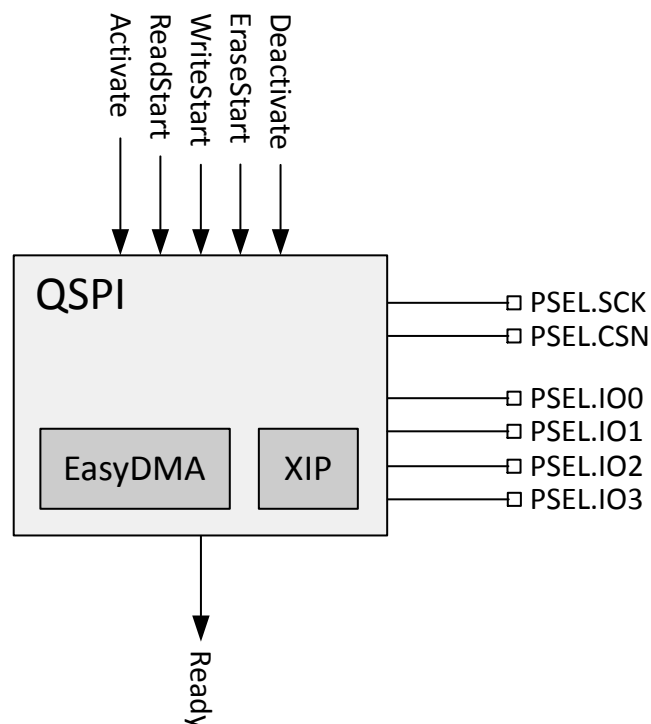 Activate
ReadStart
WriteStart
EraseStart
Deactivate
QSPI
EasyDMA
XIP
PSEL.SCK
PSEL.CSN
PSEL.IO0
PSEL.IO1
PSEL.IO2
PSEL.IO3
Ready